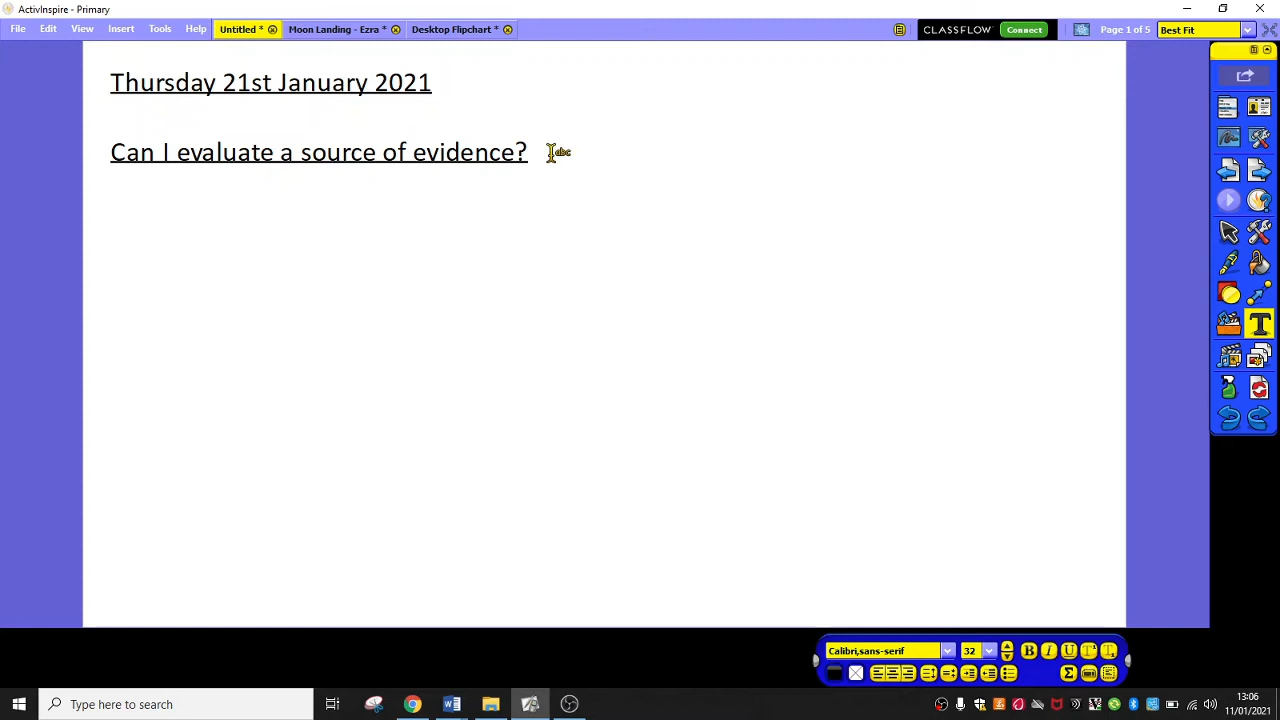 ActivInspire - Primary
File Edit View Insert Tools Help Untitled * Moon Landing - Ezra * Desktop Flipchart * CLASSFLOW Connect Page 1 of 5 Best Fit
Thursday 21st January 2021
Can I evaluate a source of evidence?
abc
T
Calibri,sans-serif 32 B I U T T
Σ
Type here to search
13:06
11/01/2021